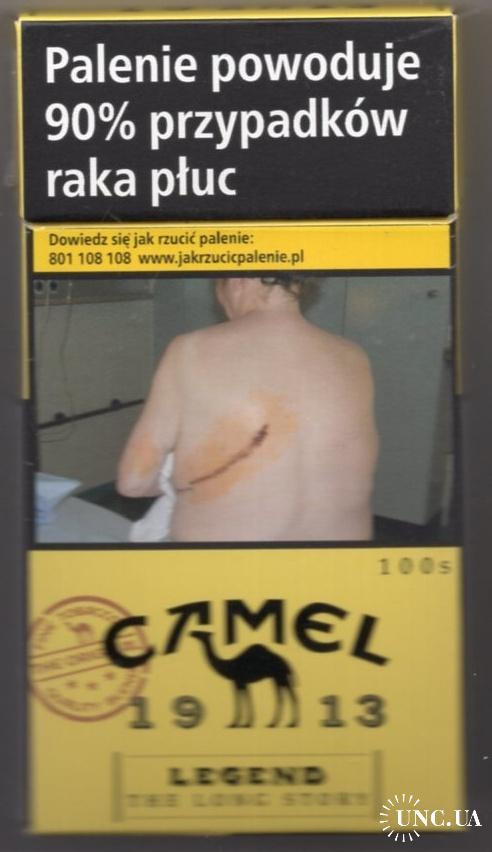 Palenie powoduje
90% przypadków
raka płuc
Dowiedz się jak rzucić palenie:
801 108 108 www.jakrzucicpalenie.pl
100s
CAMEL
19 13
LEGEND
THE LONG STORY
UNC.UA